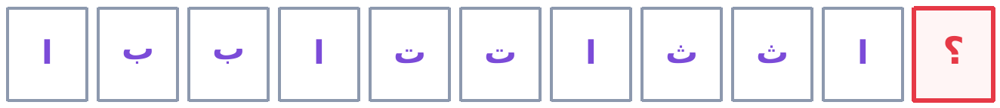 ا ب ب ا ت ت ا ث ث ا ؟